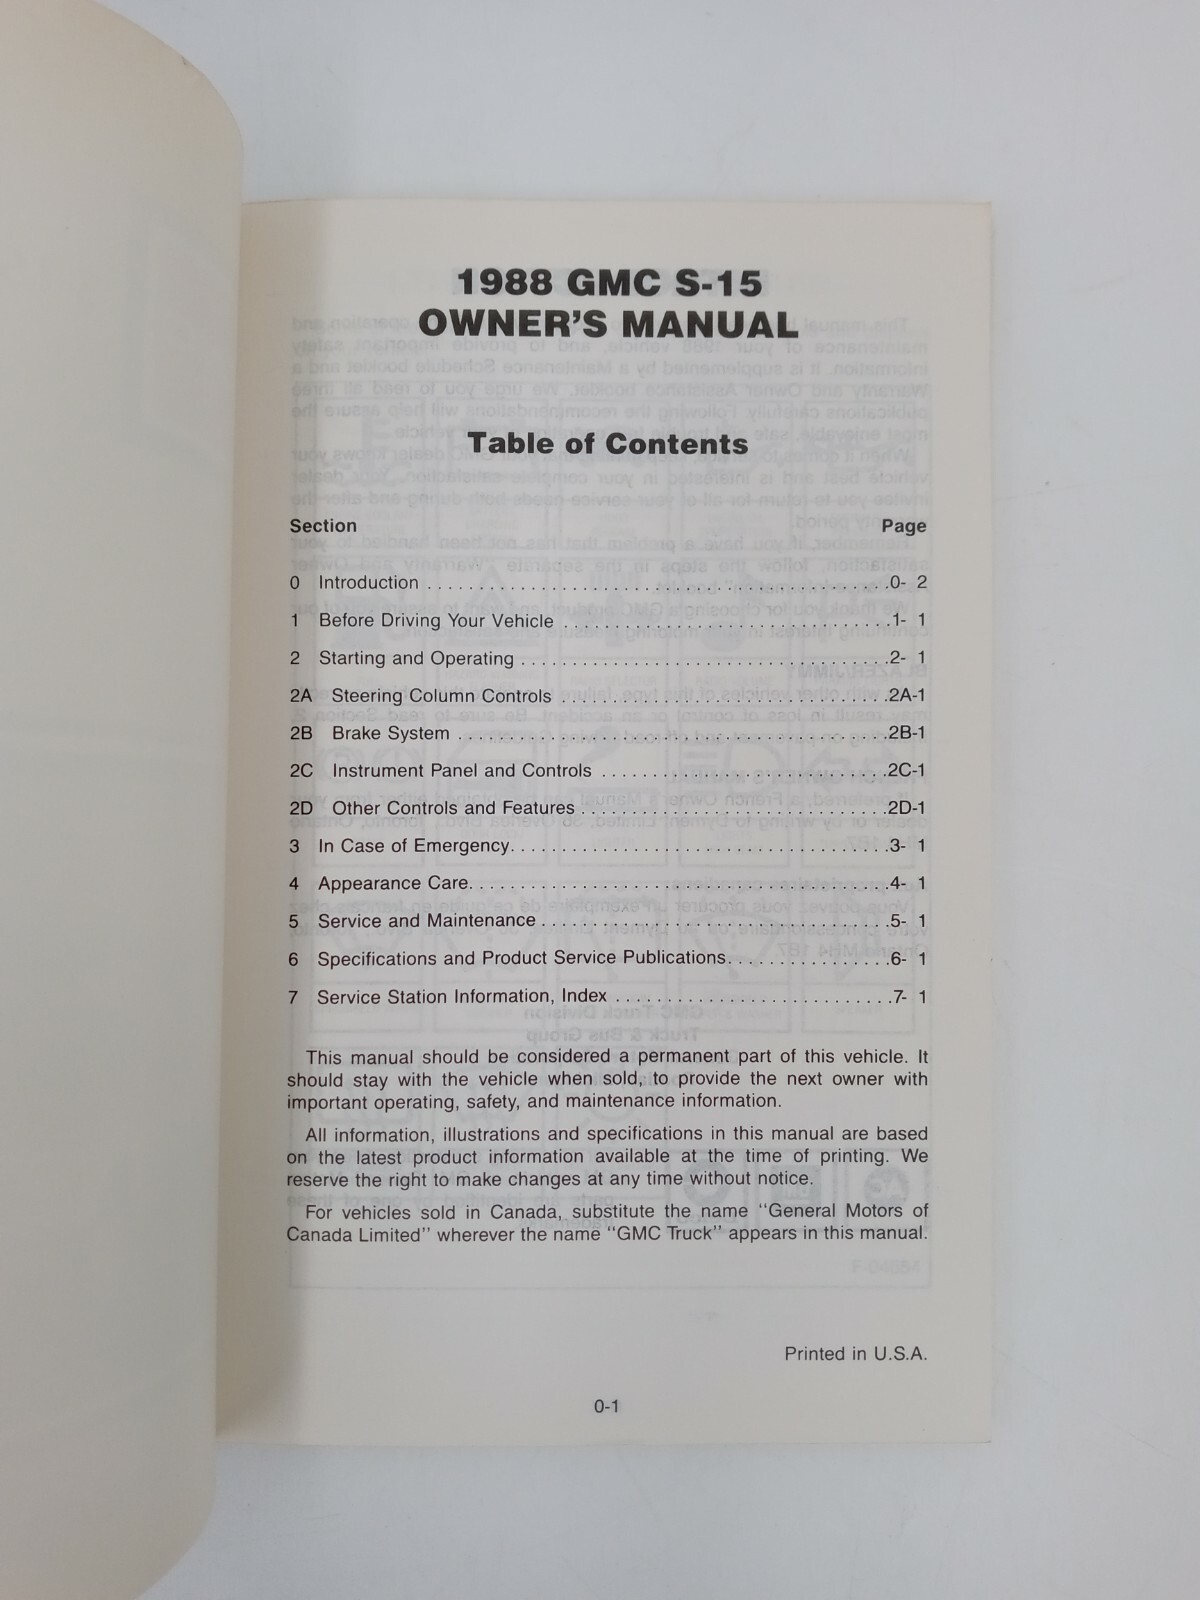 1988 GMC S-15
OWNER'S MANUAL
Table of Contents
Section Page
0 Introduction . . . . . . . . . . . . . . . . . . . . . . . . . . . . . . . . . . . . . . . . . . . . .0- 2
1 Before Driving Your Vehicle . . . . . . . . . . . . . . . . . . . . . . . . . . . . . . . .1- 1
2 Starting and Operating . . . . . . . . . . . . . . . . . . . . . . . . . . . . . . . . . . . .2- 1
2A Steering Column Controls . . . . . . . . . . . . . . . . . . . . . . . . . . . . . . . .2A-1
2B Brake System . . . . . . . . . . . . . . . . . . . . . . . . . . . . . . . . . . . . . . . . . .2B-1
2C Instrument Panel and Controls . . . . . . . . . . . . . . . . . . . . . . . . . . . .2C-1
2D Other Controls and Features . . . . . . . . . . . . . . . . . . . . . . . . . . . . . .2D-1
3 In Case of Emergency. . . . . . . . . . . . . . . . . . . . . . . . . . . . . . . . . . . . .3- 1
4 Appearance Care. . . . . . . . . . . . . . . . . . . . . . . . . . . . . . . . . . . . . . . . .4- 1
5 Service and Maintenance . . . . . . . . . . . . . . . . . . . . . . . . . . . . . . . . . .5- 1
6 Specifications and Product Service Publications. . . . . . . . . . . . . . . .6- 1
7 Service Station Information, Index . . . . . . . . . . . . . . . . . . . . . . . . . . .7- 1
This manual should be considered a permanent part of this vehicle. It
should stay with the vehicle when sold, to provide the next owner with
important operating, safety, and maintenance information.
All information, illustrations and specifications in this manual are based
on the latest product information available at the time of printing. We
reserve the right to make changes at any time without notice.
For vehicles sold in Canada, substitute the name "General Motors of
Canada Limited" wherever the name "GMC Truck" appears in this manual.
Printed in U.S.A.
0-1